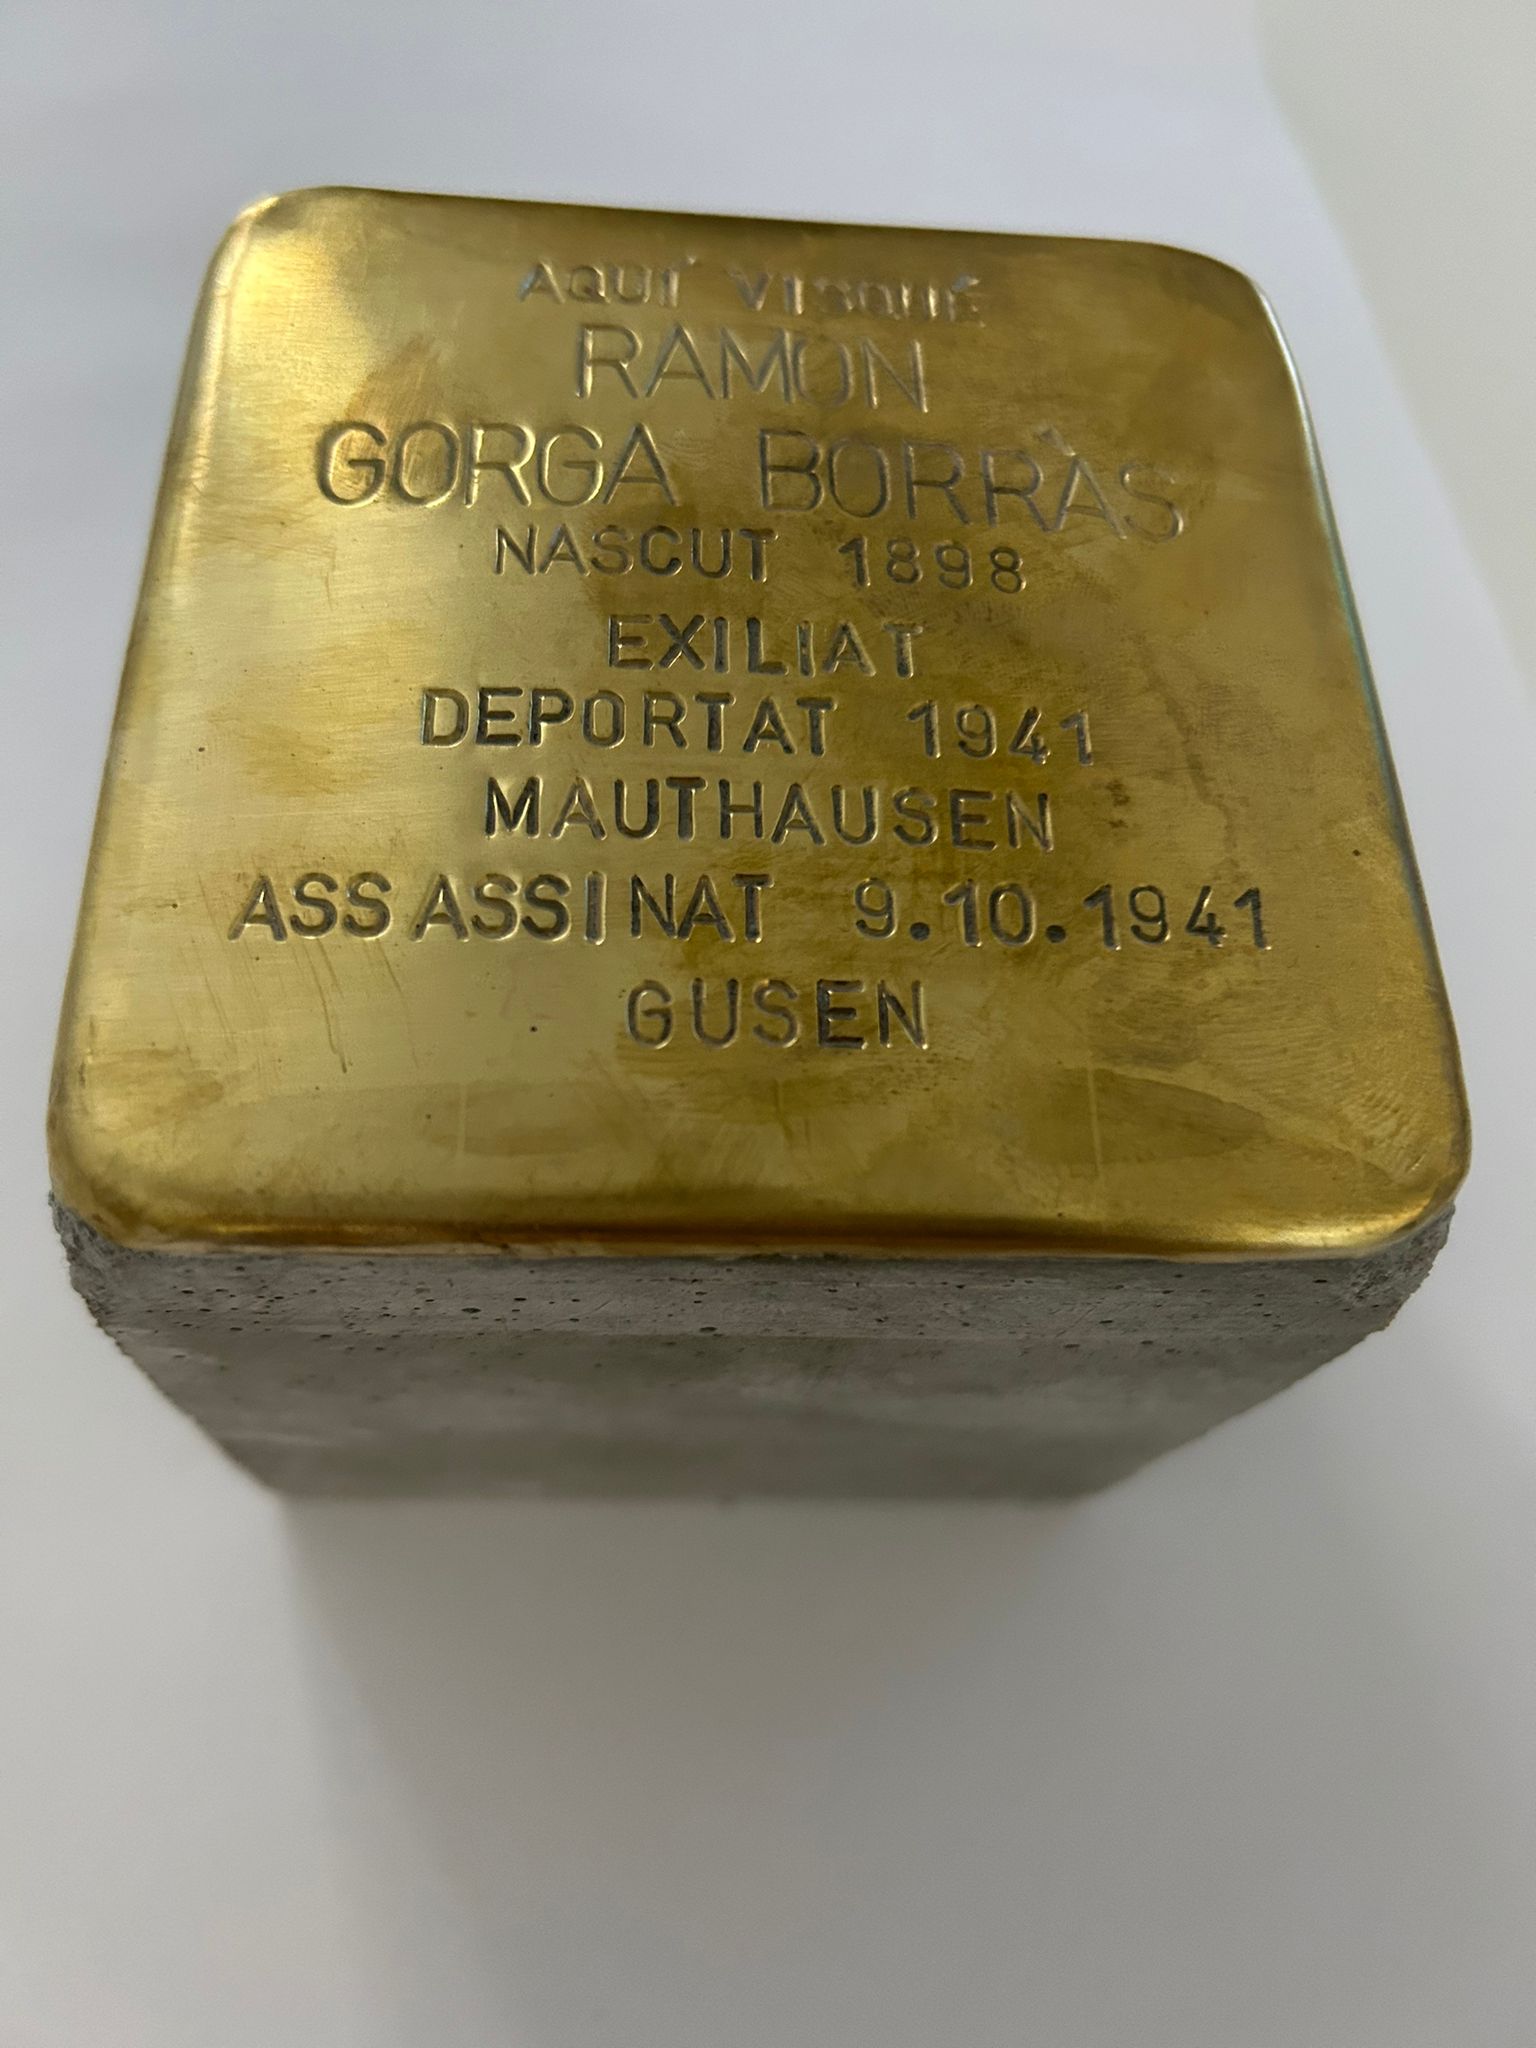 AQUÍ VISQUÉ
RAMON
GORGA BORRÀS
NASCUT 1898
EXILIAT
DEPORTAT 1941
MAUTHAUSEN
ASSASSINAT 9.10.1941
GUSEN